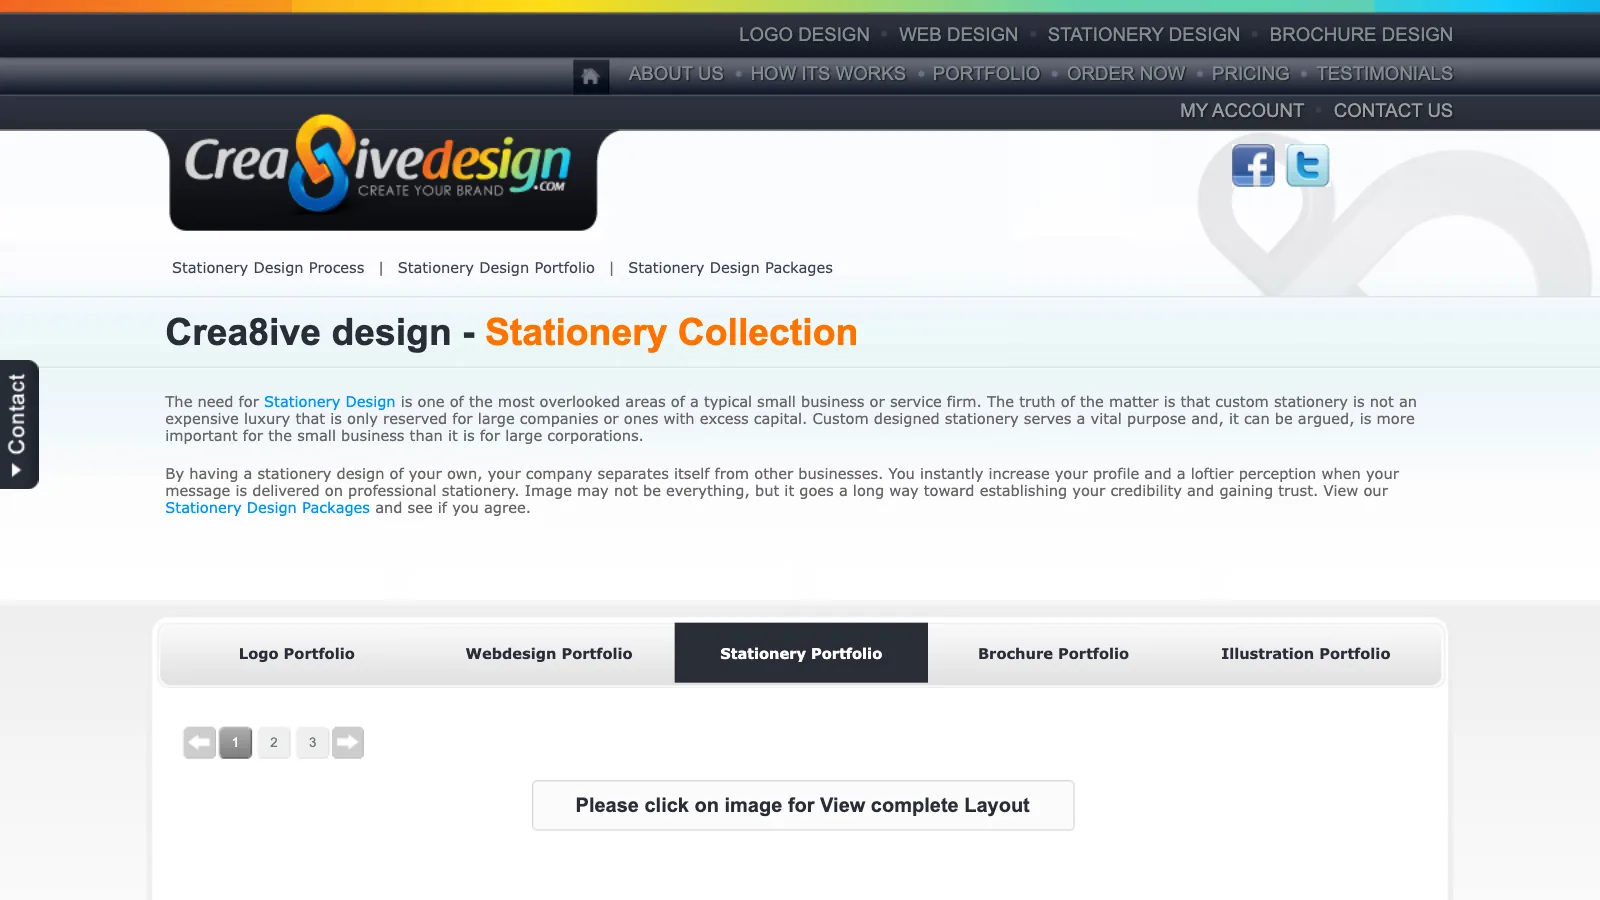 LOGO DESIGN • WEB DESIGN • STATIONERY DESIGN • BROCHURE DESIGN
ABOUT US • HOW ITS WORKS • PORTFOLIO • ORDER NOW • PRICING • TESTIMONIALS
MY ACCOUNT • CONTACT US
Crea8ivedesign.COM
CREATE YOUR BRAND
Stationery Design Process | Stationery Design Portfolio | Stationery Design Packages
Crea8ive design - Stationery Collection
Contact
The need for Stationery Design is one of the most overlooked areas of a typical small business or service firm. The truth of the matter is that custom stationery is not an
expensive luxury that is only reserved for large companies or ones with excess capital. Custom designed stationery serves a vital purpose and, it can be argued, is more
important for the small business than it is for large corporations.
By having a stationery design of your own, your company separates itself from other businesses. You instantly increase your profile and a loftier perception when your
message is delivered on professional stationery. Image may not be everything, but it goes a long way toward establishing your credibility and gaining trust. View our
Stationery Design Packages and see if you agree.
Logo Portfolio Webdesign Portfolio Stationery Portfolio Brochure Portfolio Illustration Portfolio
1 2 3
Please click on image for View complete Layout